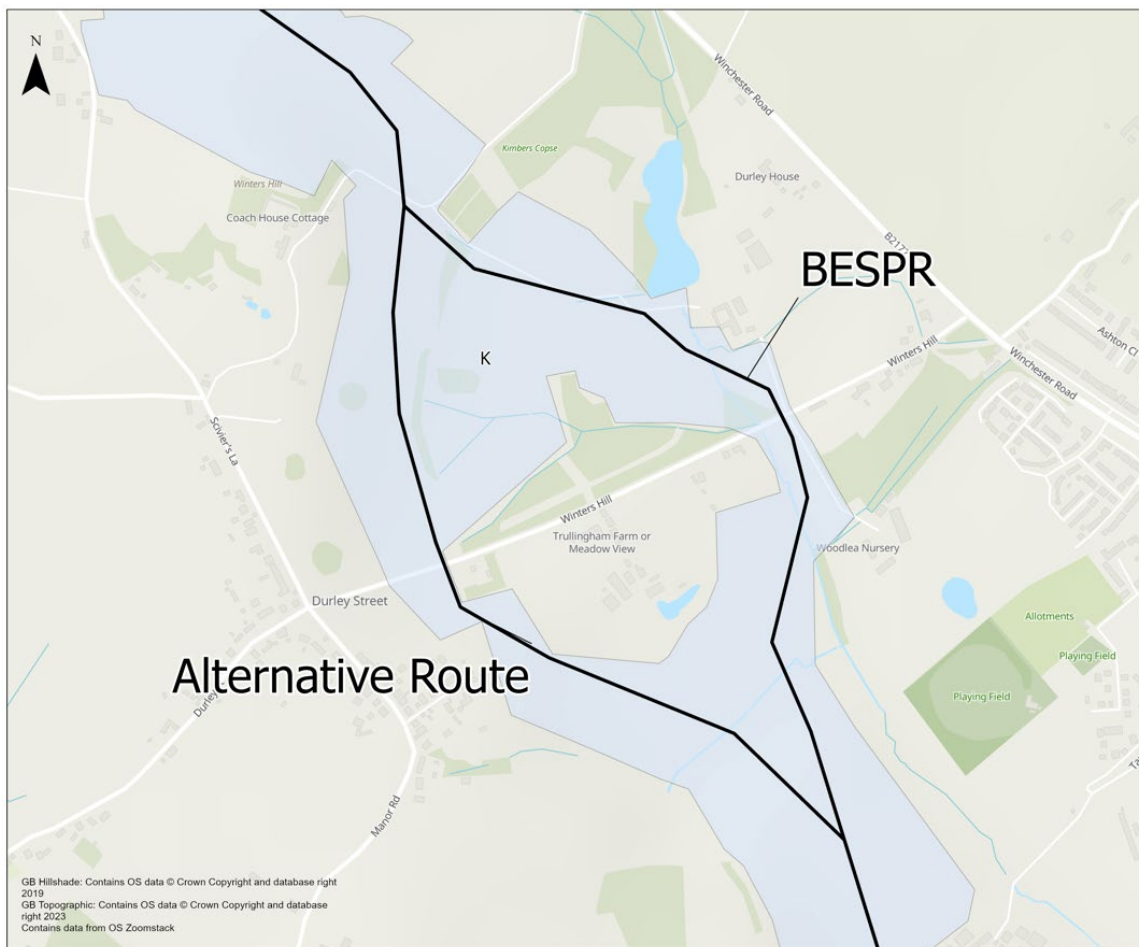 N
Winchester Road
Kimbers Copse
Durley House
Winters Hill
Coach House Cottage
BESPR
Ashton
Winters Hill
Winchester Road
K
Scivier's La
Winters Hill
Trullingham Farm or
Meadow View
Woodlea Nursery
Durley Street
Allotments
Playing Field
Alternative Route
Playing Field
Durley
Manor Rd
GB Hillshade: Contains OS data © Crown Copyright and database right
2019
GB Topographic: Contains OS data © Crown Copyright and database
right 2023
Contains data from OS Zoomstack